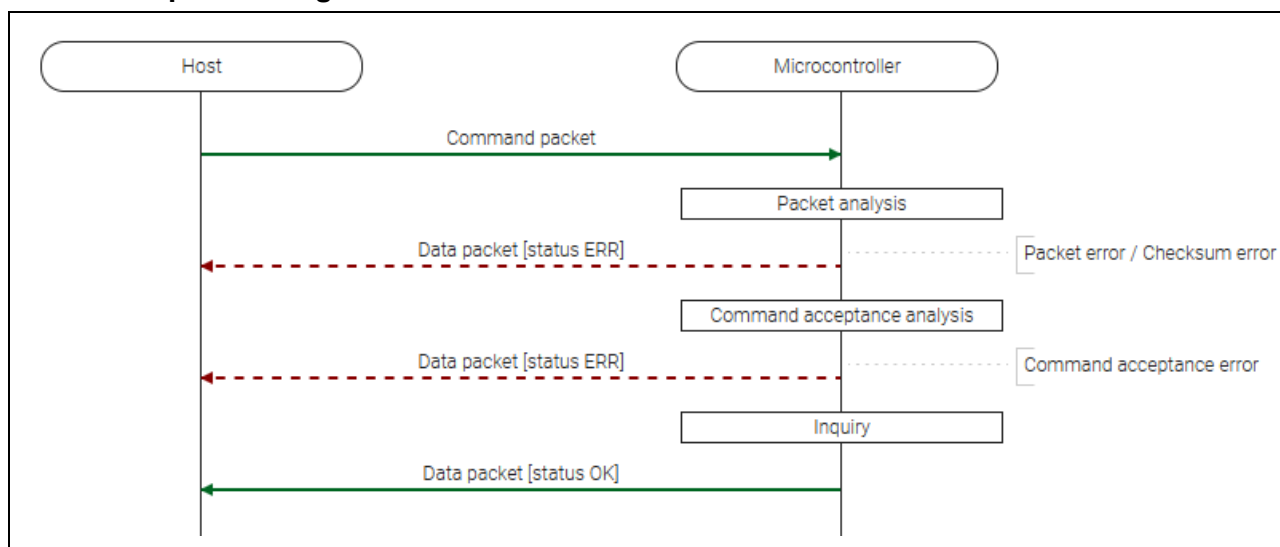 Host
Microcontroller
Command packet
Packet analysis
Data packet [status ERR]
Packet error / Checksum error
Command acceptance analysis
Data packet [status ERR]
Command acceptance error
Inquiry
Data packet [status OK]